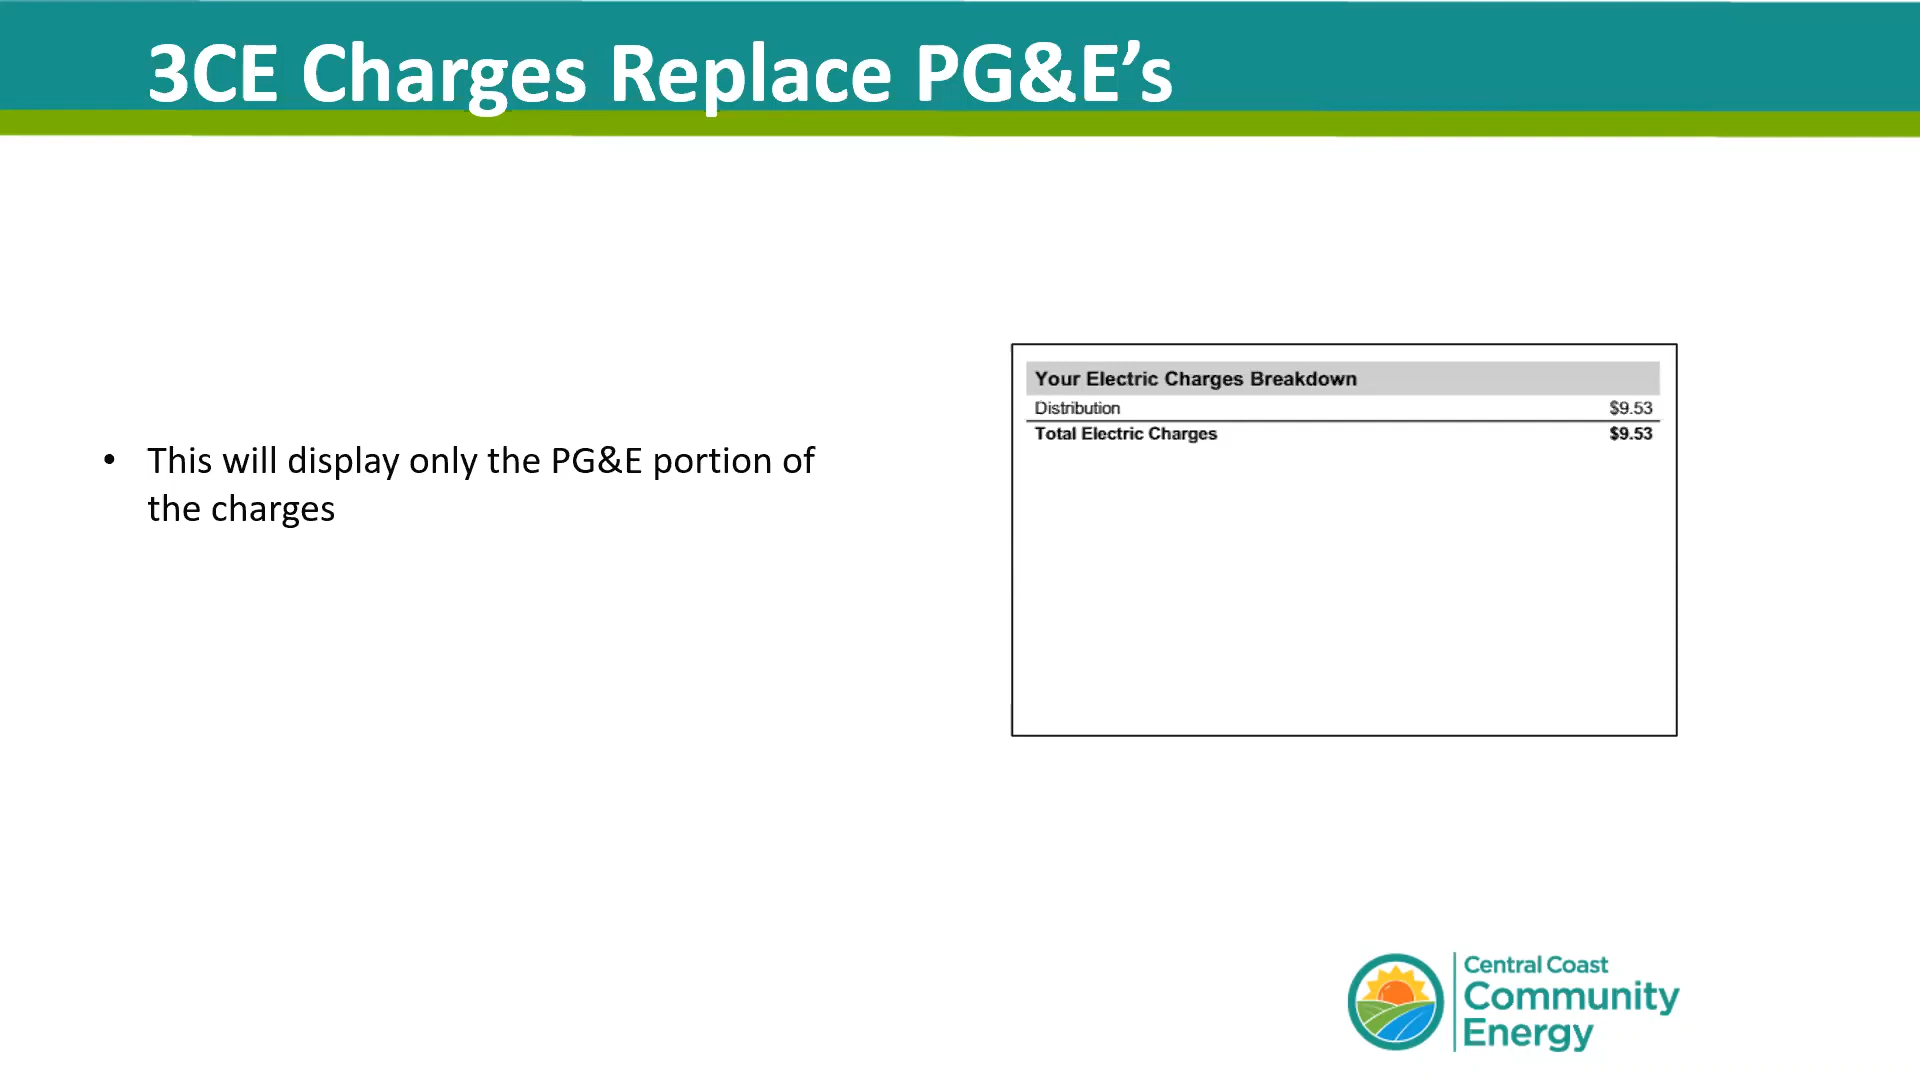 3CE Charges Replace PG&E’s
• This will display only the PG&E portion of
the charges
Your Electric Charges Breakdown
Distribution $9.53
Total Electric Charges $9.53
Central Coast
Community
Energy